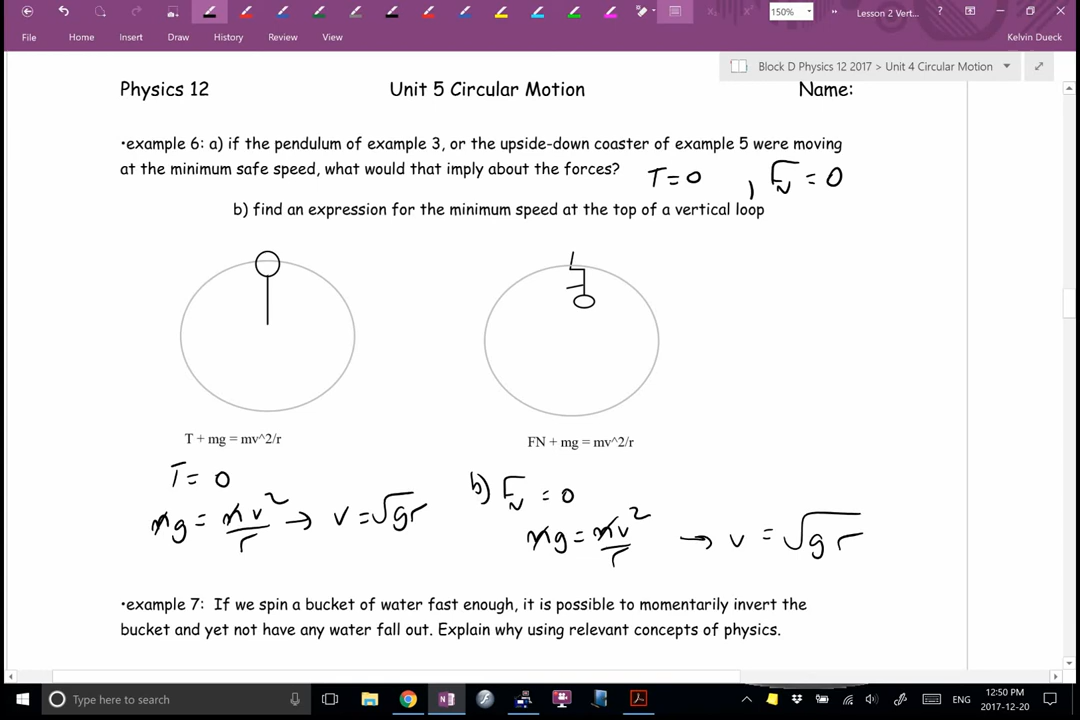 150%
Lesson 2 Vert...
File Home Insert Draw History Review View Kelvin Dueck
Block D Physics 12 2017 > Unit 4 Circular Motion
Physics 12 Unit 5 Circular Motion Name:
•example 6: a) if the pendulum of example 3, or the upside-down coaster of example 5 were moving
at the minimum safe speed, what would that imply about the forces? T = 0 , FN = 0
b) find an expression for the minimum speed at the top of a vertical loop
T + mg = mv^2/r FN + mg = mv^2/r
T = 0 b) FN = 0
mg = mv²/r → v = √gr mg = mv²/r → v = √gr
•example 7: If we spin a bucket of water fast enough, it is possible to momentarily invert the
bucket and yet not have any water fall out. Explain why using relevant concepts of physics.
Type here to search
ENG
12:50 PM
2017-12-20